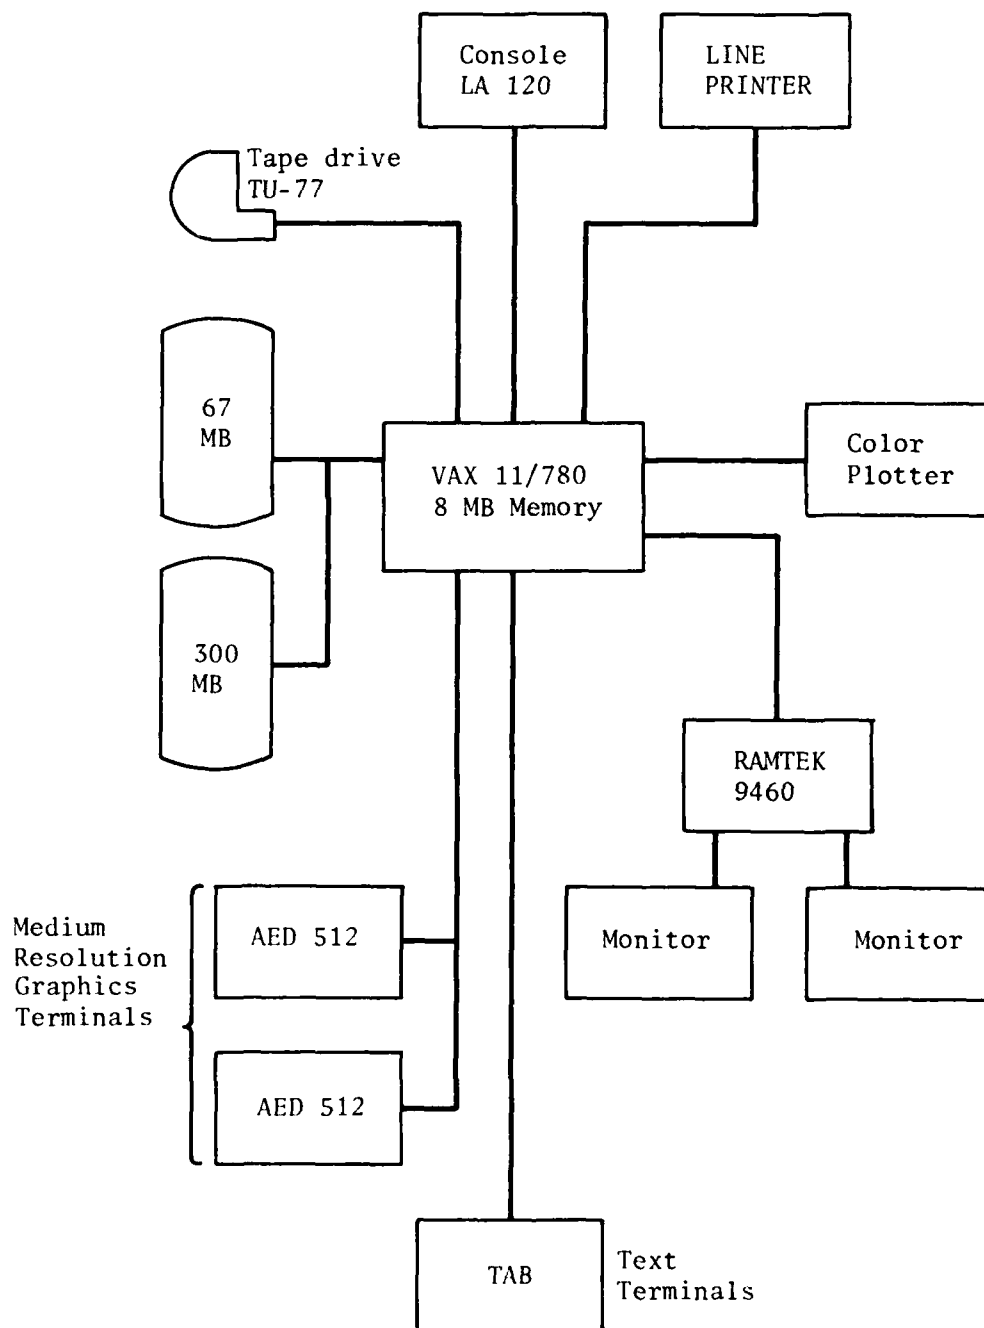 Console
LA 120
LINE
PRINTER
Tape drive
TU-77
67
MB
VAX 11/780
8 MB Memory
Color
Plotter
300
MB
RAMTEK
9460
Medium
Resolution
Graphics
Terminals
AED 512
Monitor
Monitor
AED 512
TAB
Text
Terminals